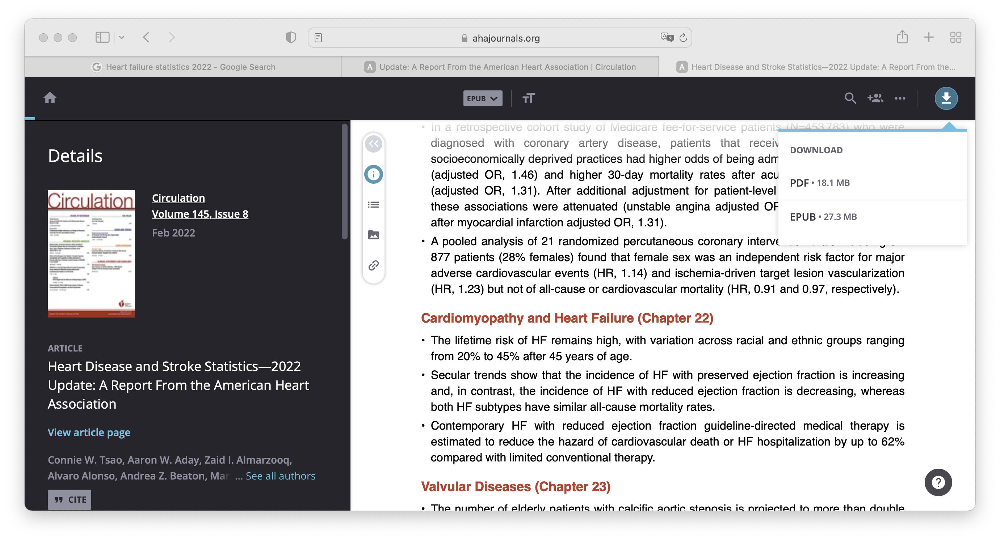 ahajournals.org
Heart failure statistics 2022 - Google Search
A Update: A Report From the American Heart Association | Circulation
A Heart Disease and Stroke Statistics—2022 Update: A Report From the...
EPUB
Details
Circulation
Circulation
Volume 145, Issue 8
Feb 2022
ARTICLE
Heart Disease and Stroke Statistics—2022
Update: A Report From the American Heart
Association
View article page
Connie W. Tsao, Aaron W. Aday, Zaid I. Almarzooq,
Alvaro Alonso, Andrea Z. Beaton, Mar ... See all authors
CITE
• In a retrospective cohort study of Medicare fee-for-service patients (N=453 783) who were
diagnosed with coronary artery disease, patients that receiv
socioeconomically deprived practices had higher odds of being adm
(adjusted OR, 1.46) and higher 30-day mortality rates after acu
(adjusted OR, 1.31). After additional adjustment for patient-level
these associations were attenuated (unstable angina adjusted OR
after myocardial infarction adjusted OR, 1.31).
• A pooled analysis of 21 randomized percutaneous coronary interve
877 patients (28% females) found that female sex was an independent risk factor for major
adverse cardiovascular events (HR, 1.14) and ischemia-driven target lesion vascularization
(HR, 1.23) but not of all-cause or cardiovascular mortality (HR, 0.91 and 0.97, respectively).
Cardiomyopathy and Heart Failure (Chapter 22)
• The lifetime risk of HF remains high, with variation across racial and ethnic groups ranging
from 20% to 45% after 45 years of age.
• Secular trends show that the incidence of HF with preserved ejection fraction is increasing
and, in contrast, the incidence of HF with reduced ejection fraction is decreasing, whereas
both HF subtypes have similar all-cause mortality rates.
• Contemporary HF with reduced ejection fraction guideline-directed medical therapy is
estimated to reduce the hazard of cardiovascular death or HF hospitalization by up to 62%
compared with limited conventional therapy.
Valvular Diseases (Chapter 23)
• The number of elderly patients with calcific aortic stenosis is projected to more than double
DOWNLOAD
PDF • 18.1 MB
EPUB • 27.3 MB